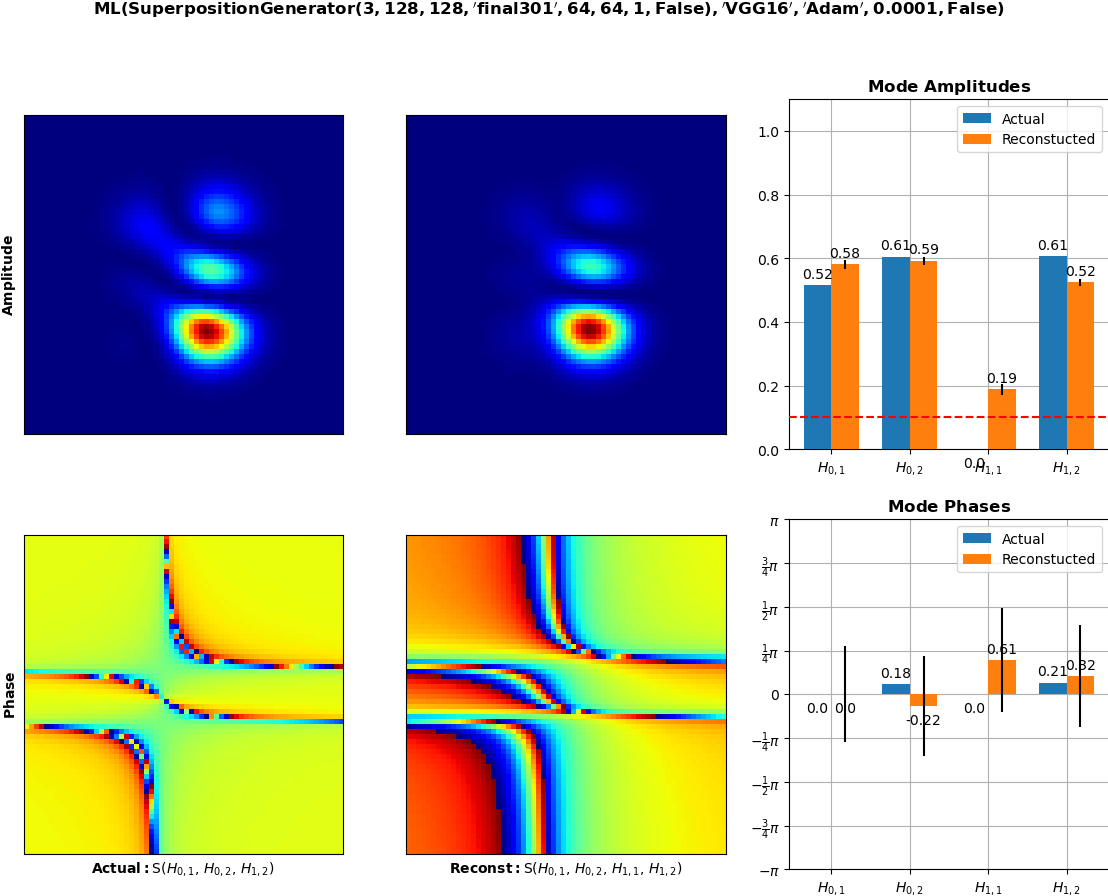 ML(SuperpositionGenerator(3, 128, 128, ′final301′, 64, 64, 1, False), ′VGG16′, ′Adam′, 0.0001, False)
Amplitude
Mode Amplitudes
Actual
Reconstucted
1.0
0.8
0.6
0.4
0.2
0.0
0.52
0.58
0.61
0.59
0.0
0.19
0.61
0.52
H0,1
H0,2
H1,1
H1,2
Phase
Actual: S(H0,1, H0,2, H1,2)
Reconst: S(H0,1, H0,2, H1,1, H1,2)
Mode Phases
Actual
Reconstucted
π
3/4π
1/2π
1/4π
0
−1/4π
−1/2π
−3/4π
−π
0.0
0.0
0.18
-0.22
0.0
0.61
0.21
0.32
H0,1
H0,2
H1,1
H1,2